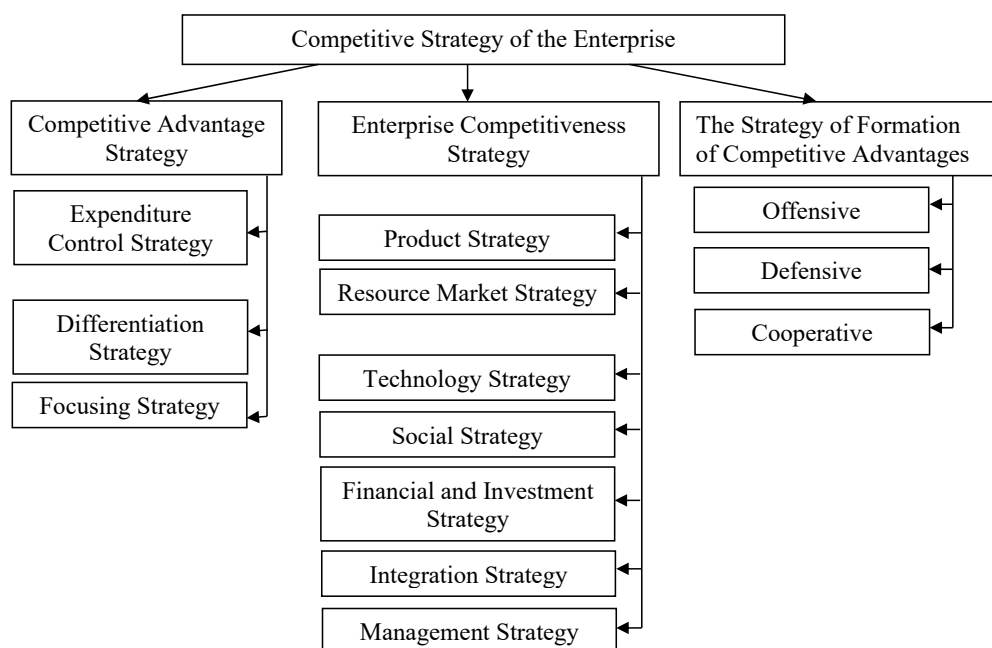 Competitive Strategy of the Enterprise
Competitive Advantage
Strategy
Expenditure
Control Strategy
Differentiation
Strategy
Focusing Strategy
Enterprise Competitiveness
Strategy
Product Strategy
Resource Market Strategy
Technology Strategy
Social Strategy
Financial and Investment
Strategy
Integration Strategy
Management Strategy
The Strategy of Formation
of Competitive Advantages
Offensive
Defensive
Cooperative